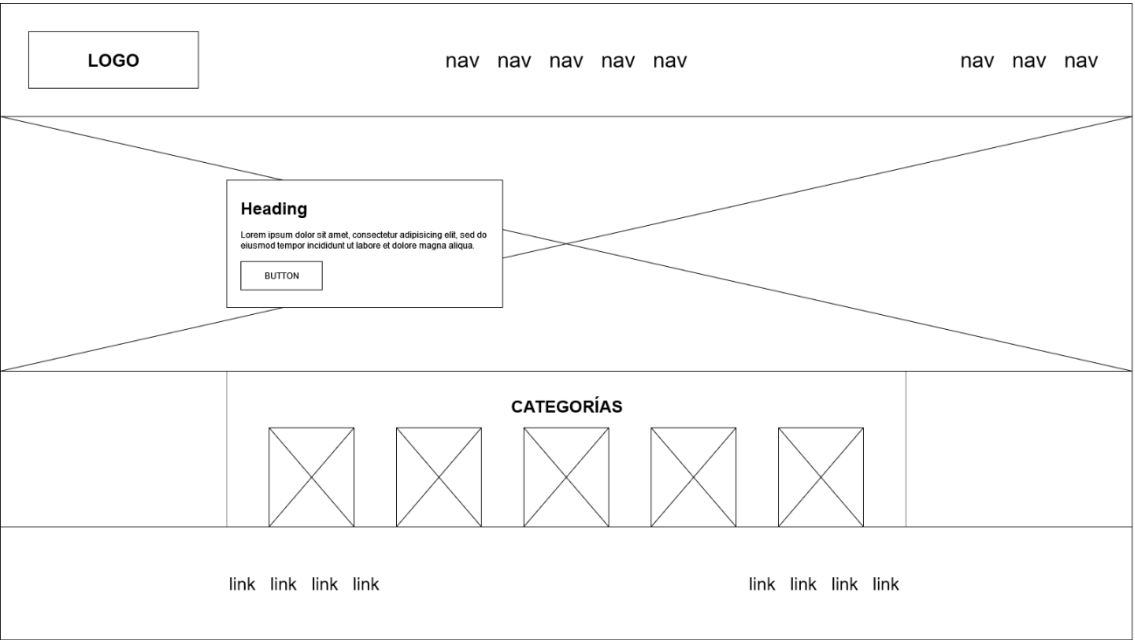 LOGO
nav nav nav nav nav
nav nav nav
Heading
Lorem ipsum dolor sit amet, consectetur adipisicing elit, sed do
eiusmod tempor incididunt ut labore et dolore magna aliqua.
BUTTON
CATEGORÍAS
link link link link
link link link link